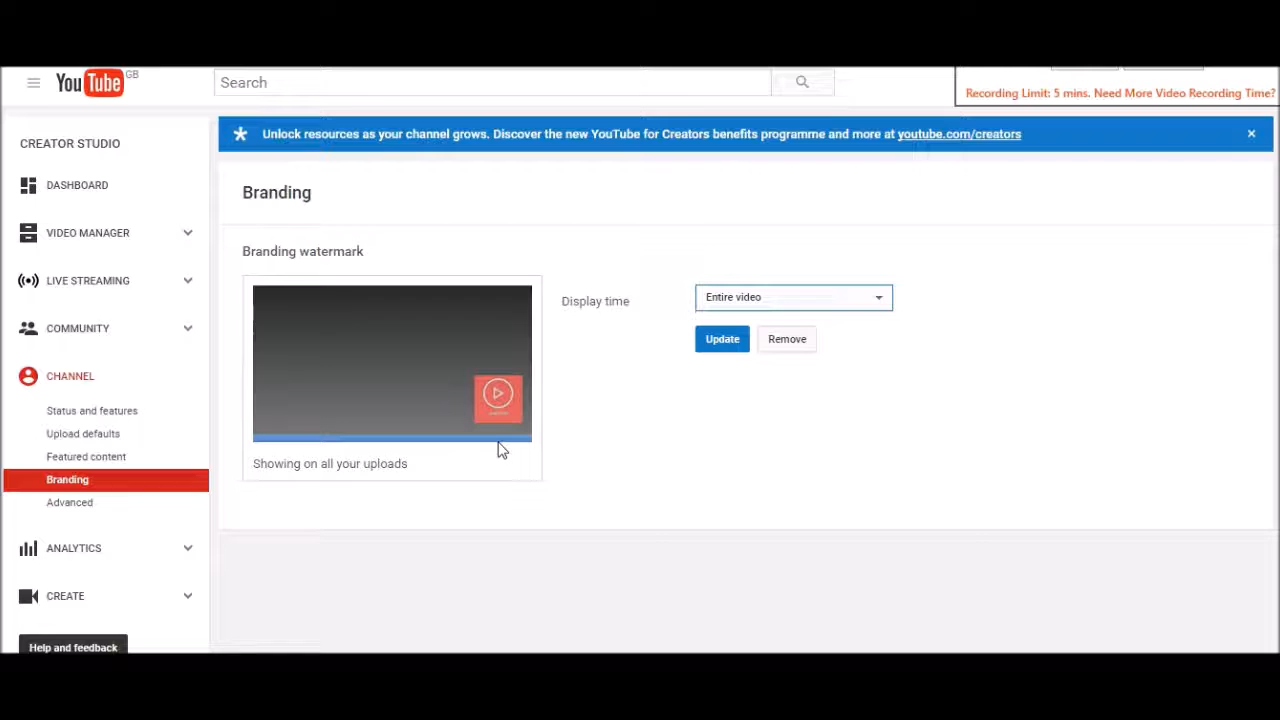 YouTube GB
Search
Recording Limit: 5 mins. Need More Video Recording Time?
CREATOR STUDIO
Unlock resources as your channel grows. Discover the new YouTube for Creators benefits programme and more at youtube.com/creators
DASHBOARD
VIDEO MANAGER
LIVE STREAMING
COMMUNITY
CHANNEL
Status and features
Upload defaults
Featured content
Branding
Advanced
ANALYTICS
CREATE
Help and feedback
Branding
Branding watermark
Display time
Entire video
Update
Remove
Showing on all your uploads